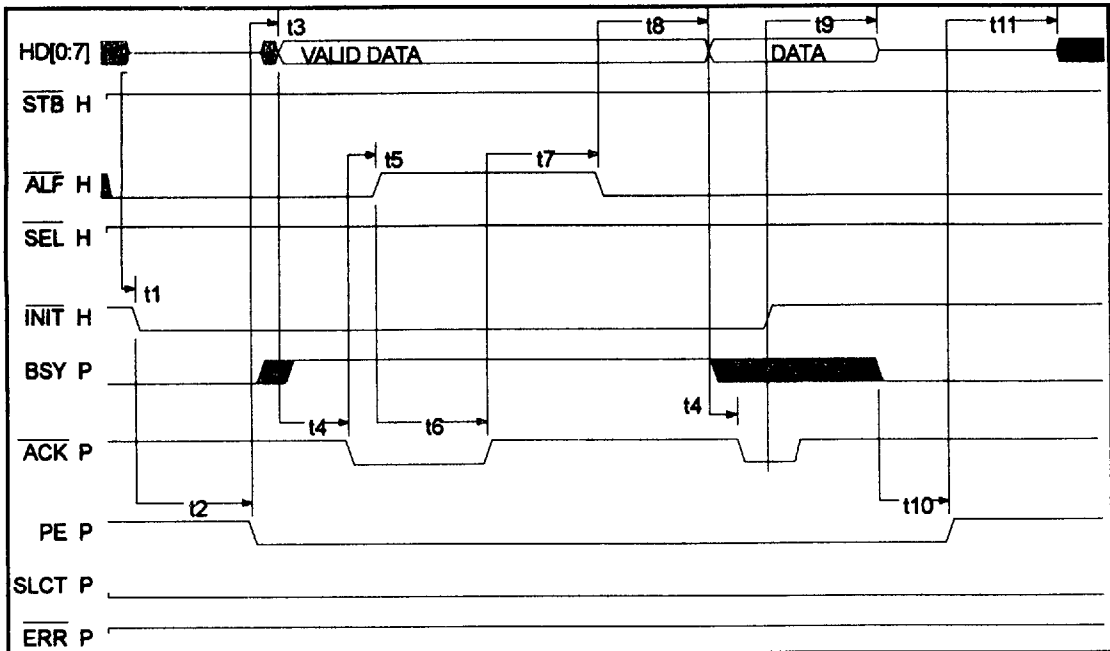 t3 t8 t9 t11
HD[0:7] VALID DATA DATA
STB H
t5 t7
ALF H
SEL H
t1
INIT H
BSY P
t4 t6 t4
ACK P
t2 t10
PE P
SLCT P
ERR P